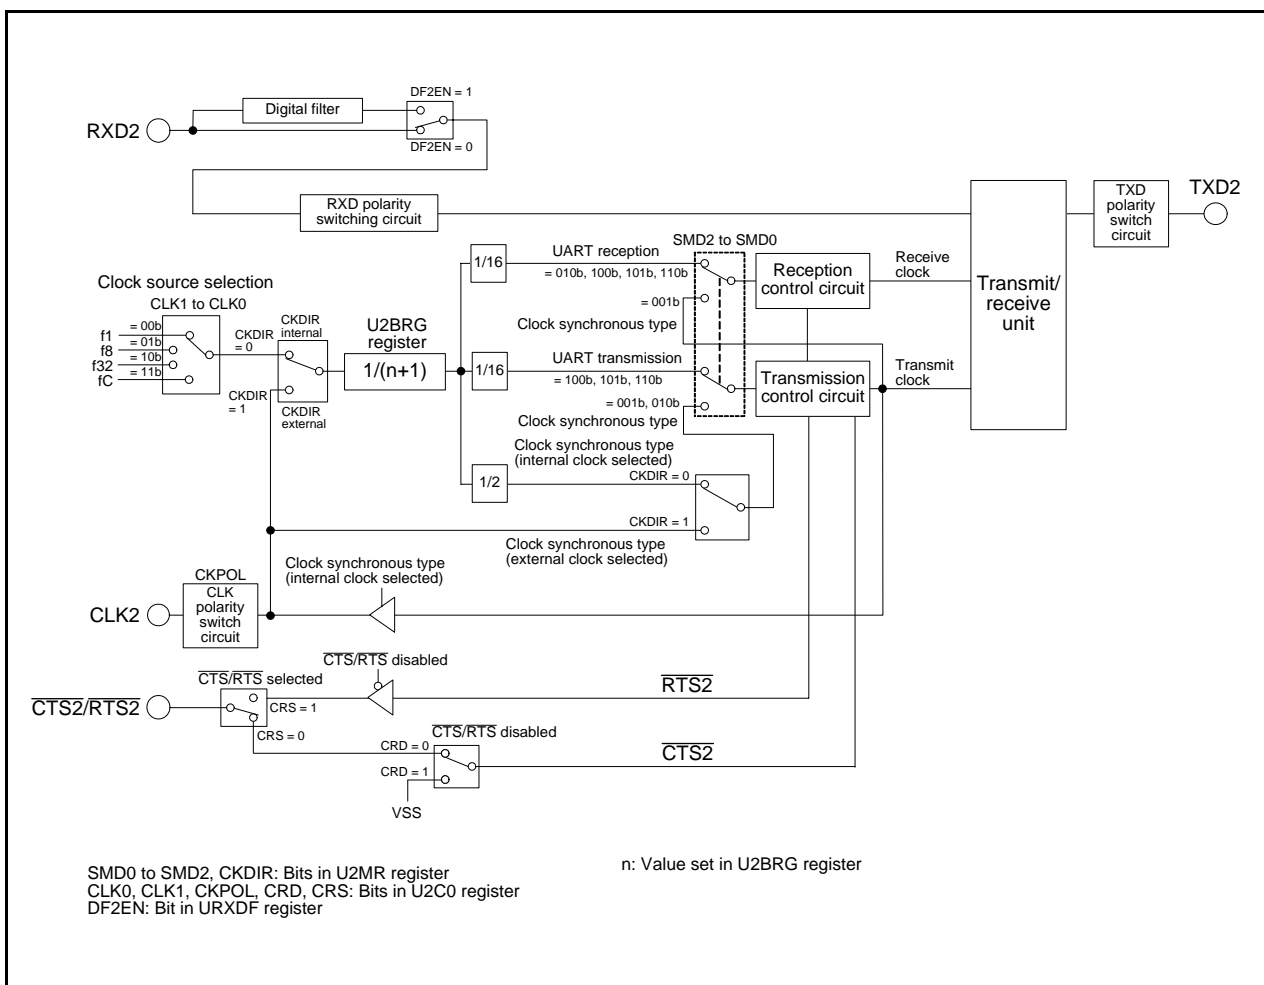 DF2EN = 1
Digital filter
RXD2
DF2EN = 0
RXD polarity
switching circuit
TXD
polarity
switch
circuit
TXD2
SMD2 to SMD0
UART reception
1/16
= 010b, 100b, 101b, 110b
Reception
control circuit
Receive
clock
Transmit/
receive
unit
Clock source selection
CLK1 to CLK0
= 00b
f1
= 01b
f8
= 10b
f32
= 11b
fC
CKDIR
= 0
CKDIR
internal
CKDIR
= 1
CKDIR
external
U2BRG
register
1/(n+1)
= 001b
Clock synchronous type
1/16
UART transmission
= 100b, 101b, 110b
Transmission
control circuit
Transmit
clock
= 001b, 010b
Clock synchronous type
Clock synchronous type
(internal clock selected)
1/2
CKDIR = 0
CKDIR = 1
Clock synchronous type
(external clock selected)
Clock synchronous type
(internal clock selected)
CKPOL
CLK
polarity
switch
circuit
CLK2
CTS/RTS disabled
CTS/RTS selected
RTS2
CTS2/RTS2
CRS = 1
CRS = 0
CTS/RTS disabled
CRD = 0
CTS2
CRD = 1
VSS
SMD0 to SMD2, CKDIR: Bits in U2MR register
CLK0, CLK1, CKPOL, CRD, CRS: Bits in U2C0 register
DF2EN: Bit in URXDF register
n: Value set in U2BRG register